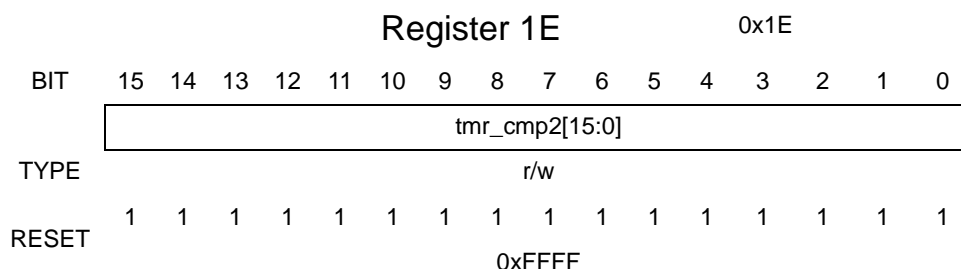 Register 1E 0x1E
BIT 15 14 13 12 11 10 9 8 7 6 5 4 3 2 1 0
tmr_cmp2[15:0]
TYPE r/w
RESET 1 1 1 1 1 1 1 1 1 1 1 1 1 1 1 1
0xFFFF